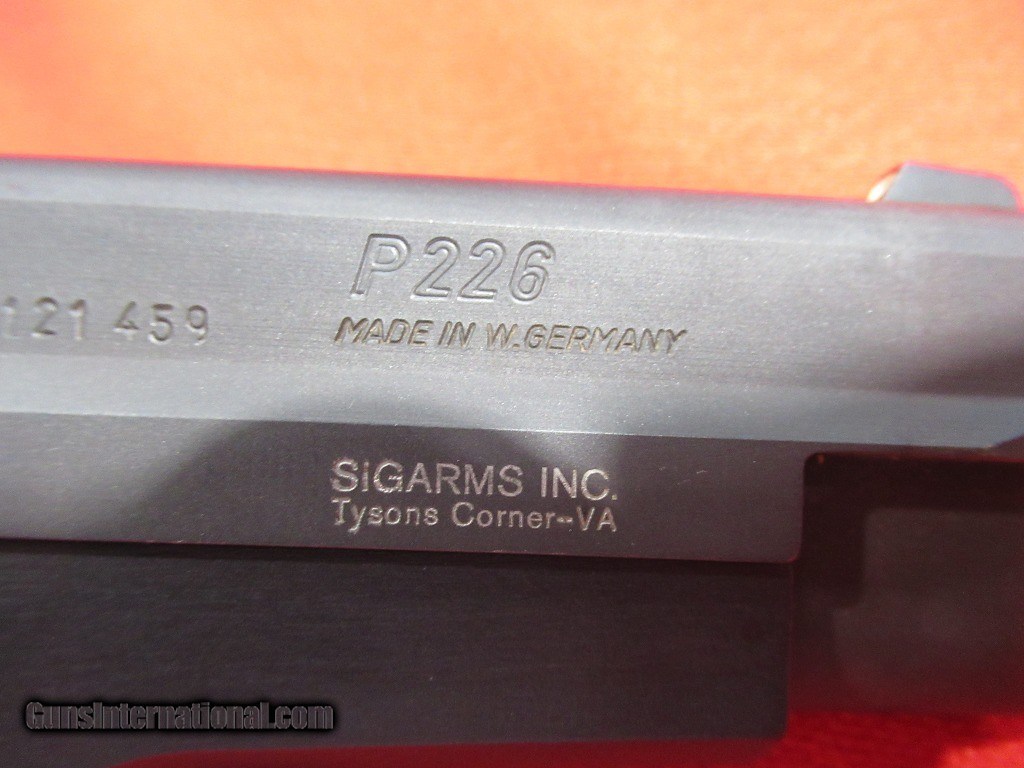 P226
121 459
MADE IN W.GERMANY
SIGARMS INC.
Tysons Corner--VA
GunsInternational.com